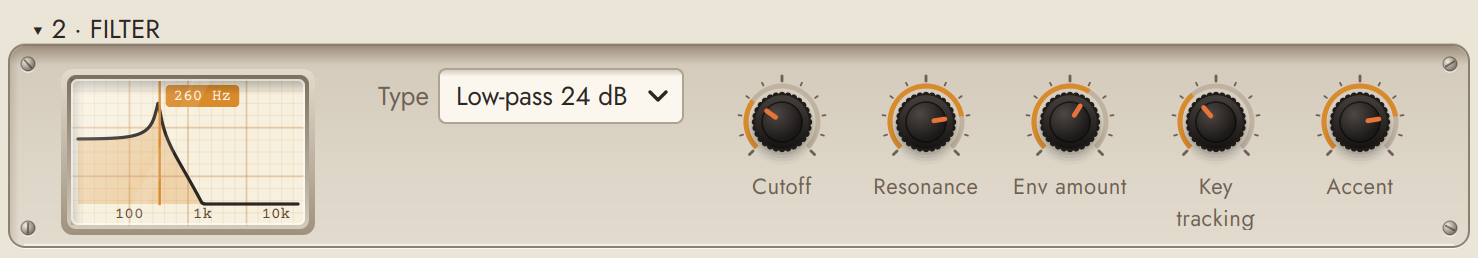 ▾ 2 · FILTER
260 Hz
100 1k 10k
Type Low-pass 24 dB
Cutoff Resonance Env amount Key tracking Accent